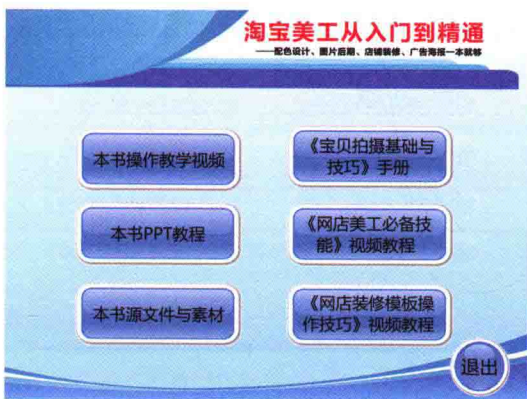 淘宝美工从入门到精通
——配色设计、图片后期、店铺装修、广告海报一本就够
本书操作教学视频
《宝贝拍摄基础与
技巧》手册
本书PPT教程
《网店美工必备技
能》视频教程
本书源文件与素材
《网店装修模板操
作技巧》视频教程
退出